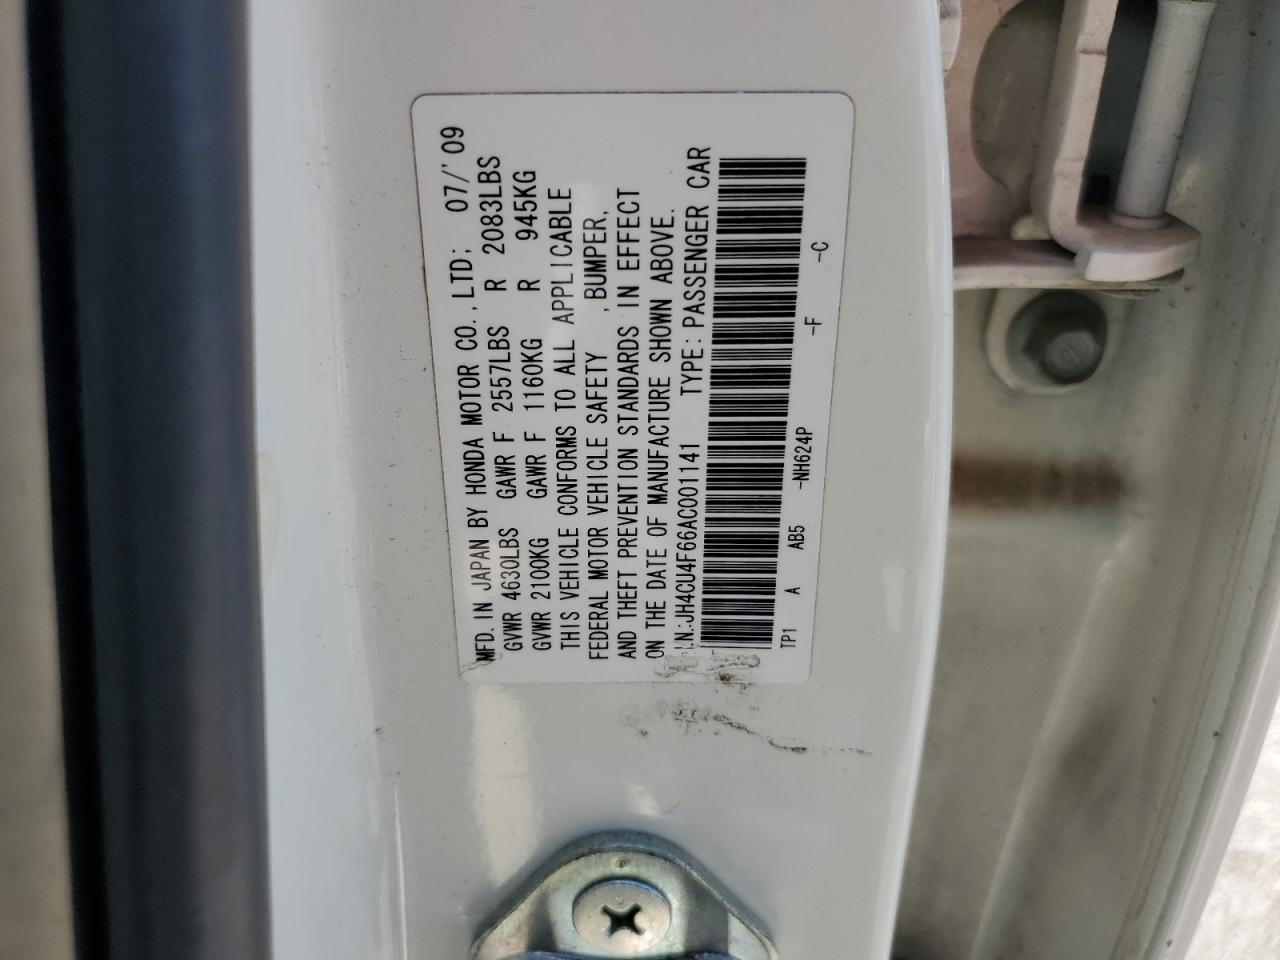 MFD. IN JAPAN BY HONDA MOTOR CO., LTD; 07/'09
GVWR 4630LBS GAWR F 2557LBS R 2083LBS
GVWR 2100KG GAWR F 1160KG R 945KG
THIS VEHICLE CONFORMS TO ALL APPLICABLE
FEDERAL MOTOR VEHICLE SAFETY , BUMPER,
AND THEFT PREVENTION STANDARDS IN EFFECT
ON THE DATE OF MANUFACTURE SHOWN ABOVE.
.N.:JH4CU4F66AC001141 TYPE: PASSENGER CAR
TP1 A AB5 -NH624P -F -C